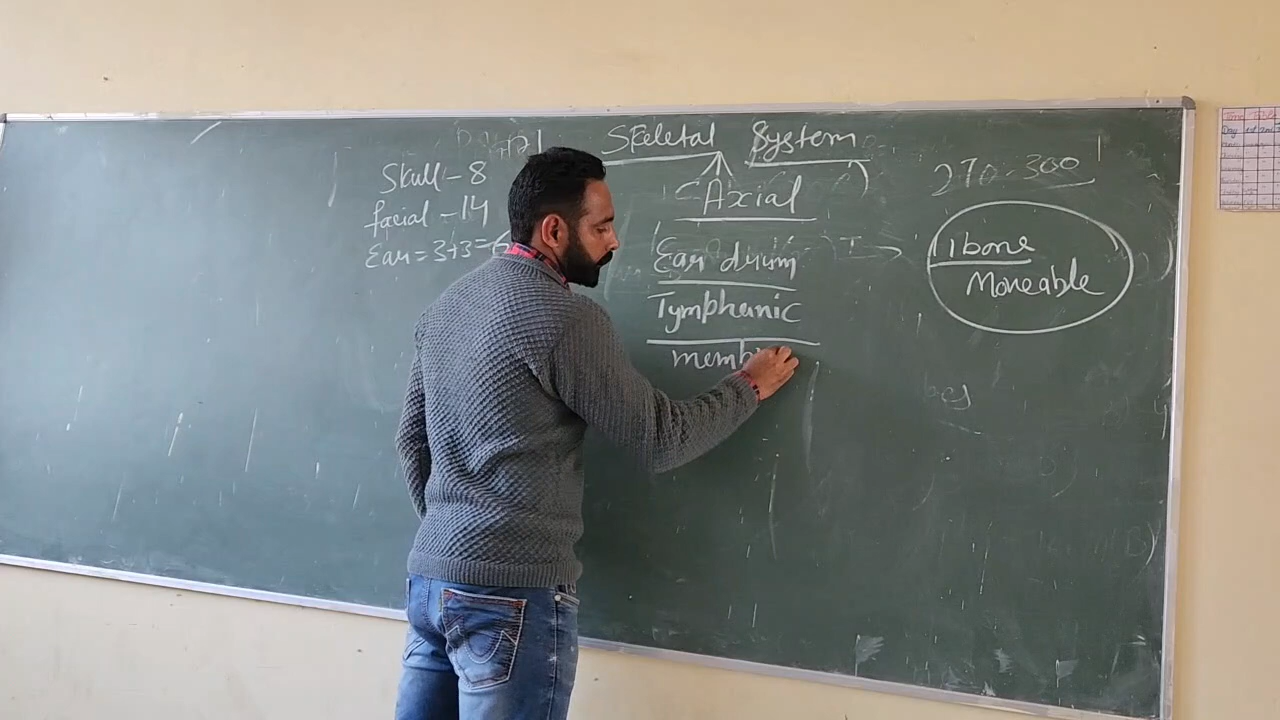 Skeletal System
Skull - 8
facial - 14
Ear = 3+3=6
Axial
Ear drum
Tymphanic
memb
270-300
1 bone
Moveable